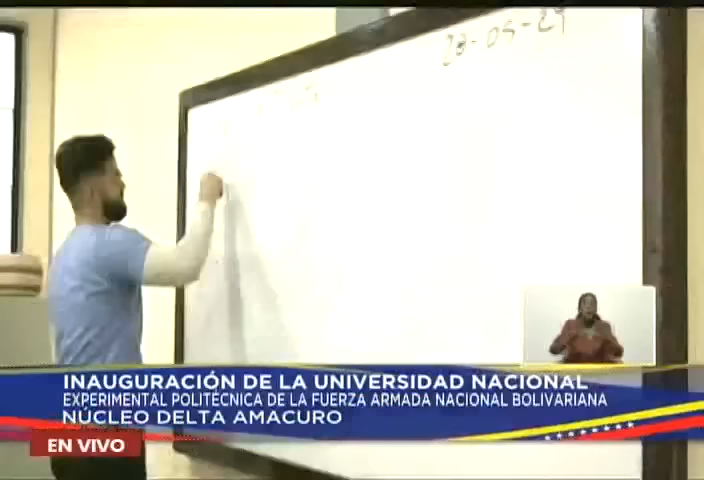 28-05-24
INAUGURACIÓN DE LA UNIVERSIDAD NACIONAL
EXPERIMENTAL POLITÉCNICA DE LA FUERZA ARMADA NACIONAL BOLIVARIANA
NÚCLEO DELTA AMACURO
EN VIVO